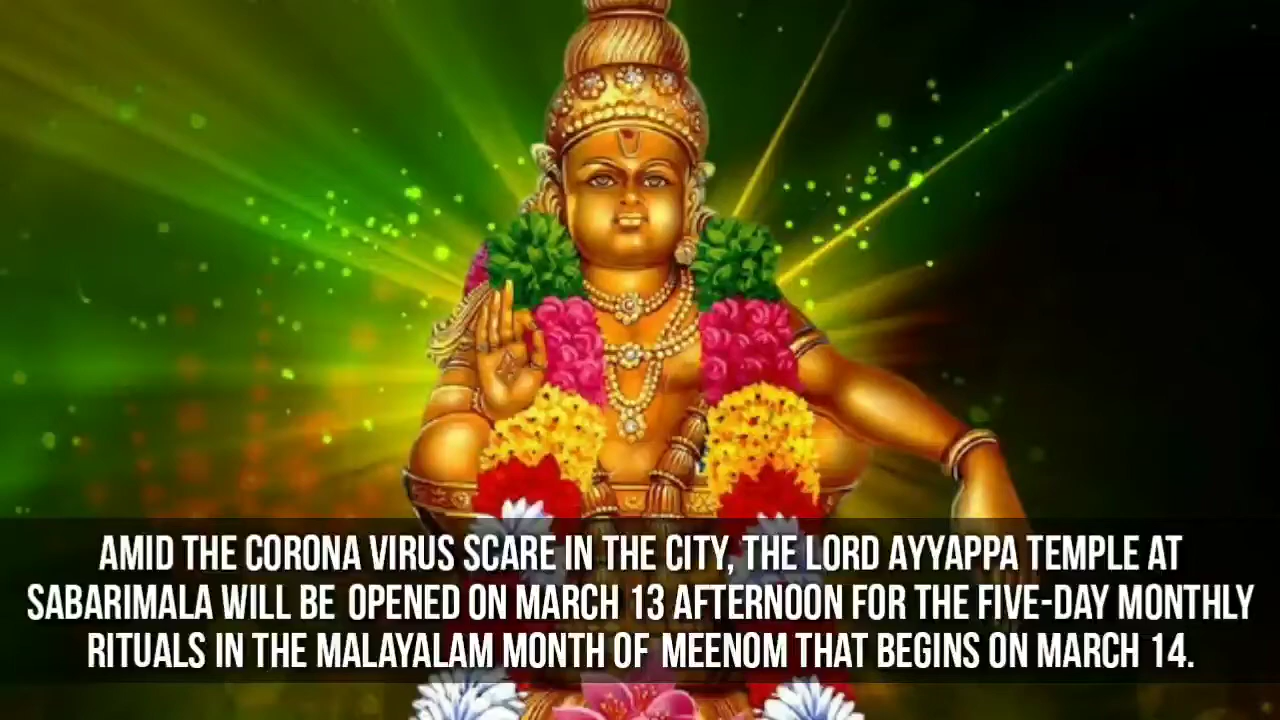 AMID THE CORONA VIRUS SCARE IN THE CITY, THE LORD AYYAPPA TEMPLE AT
SABARIMALA WILL BE OPENED ON MARCH 13 AFTERNOON FOR THE FIVE-DAY MONTHLY
RITUALS IN THE MALAYALAM MONTH OF MEENOM THAT BEGINS ON MARCH 14.